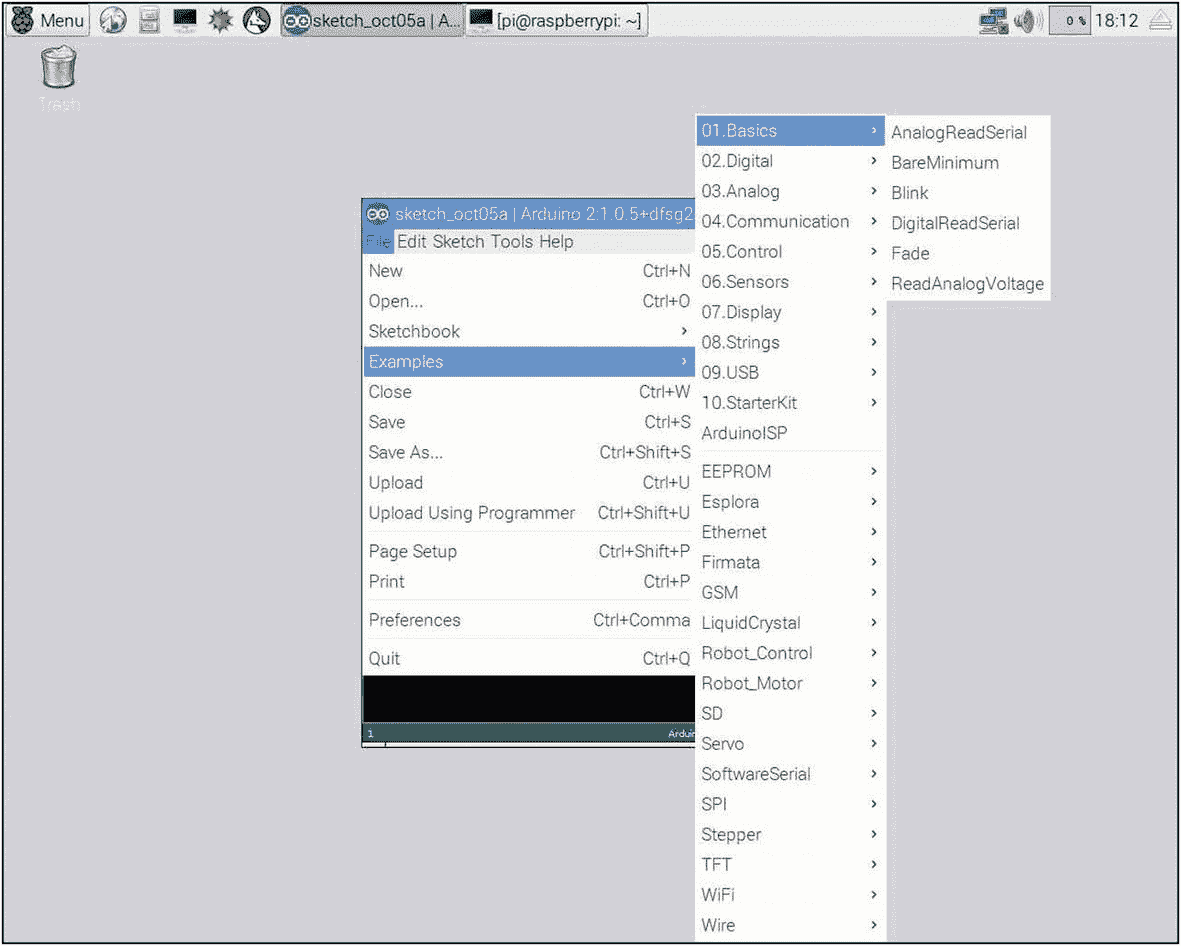 Menu
sketch_oct05a | A...
[pi@raspberrypi: ~]
0 %
18:12
Trash
sketch_oct05a | Arduino 2:1.0.5+dfsg2
File Edit Sketch Tools Help
New Ctrl+N
Open... Ctrl+O
Sketchbook
Examples
Close Ctrl+W
Save Ctrl+S
Save As... Ctrl+Shift+S
Upload Ctrl+U
Upload Using Programmer Ctrl+Shift+U
Page Setup Ctrl+Shift+P
Print Ctrl+P
Preferences Ctrl+Comma
Quit Ctrl+Q
1 Arduin
01.Basics
02.Digital
03.Analog
04.Communication
05.Control
06.Sensors
07.Display
08.Strings
09.USB
10.StarterKit
ArduinoISP
EEPROM
Esplora
Ethernet
Firmata
GSM
LiquidCrystal
Robot_Control
Robot_Motor
SD
Servo
SoftwareSerial
SPI
Stepper
TFT
WiFi
Wire
AnalogReadSerial
BareMinimum
Blink
DigitalReadSerial
Fade
ReadAnalogVoltage